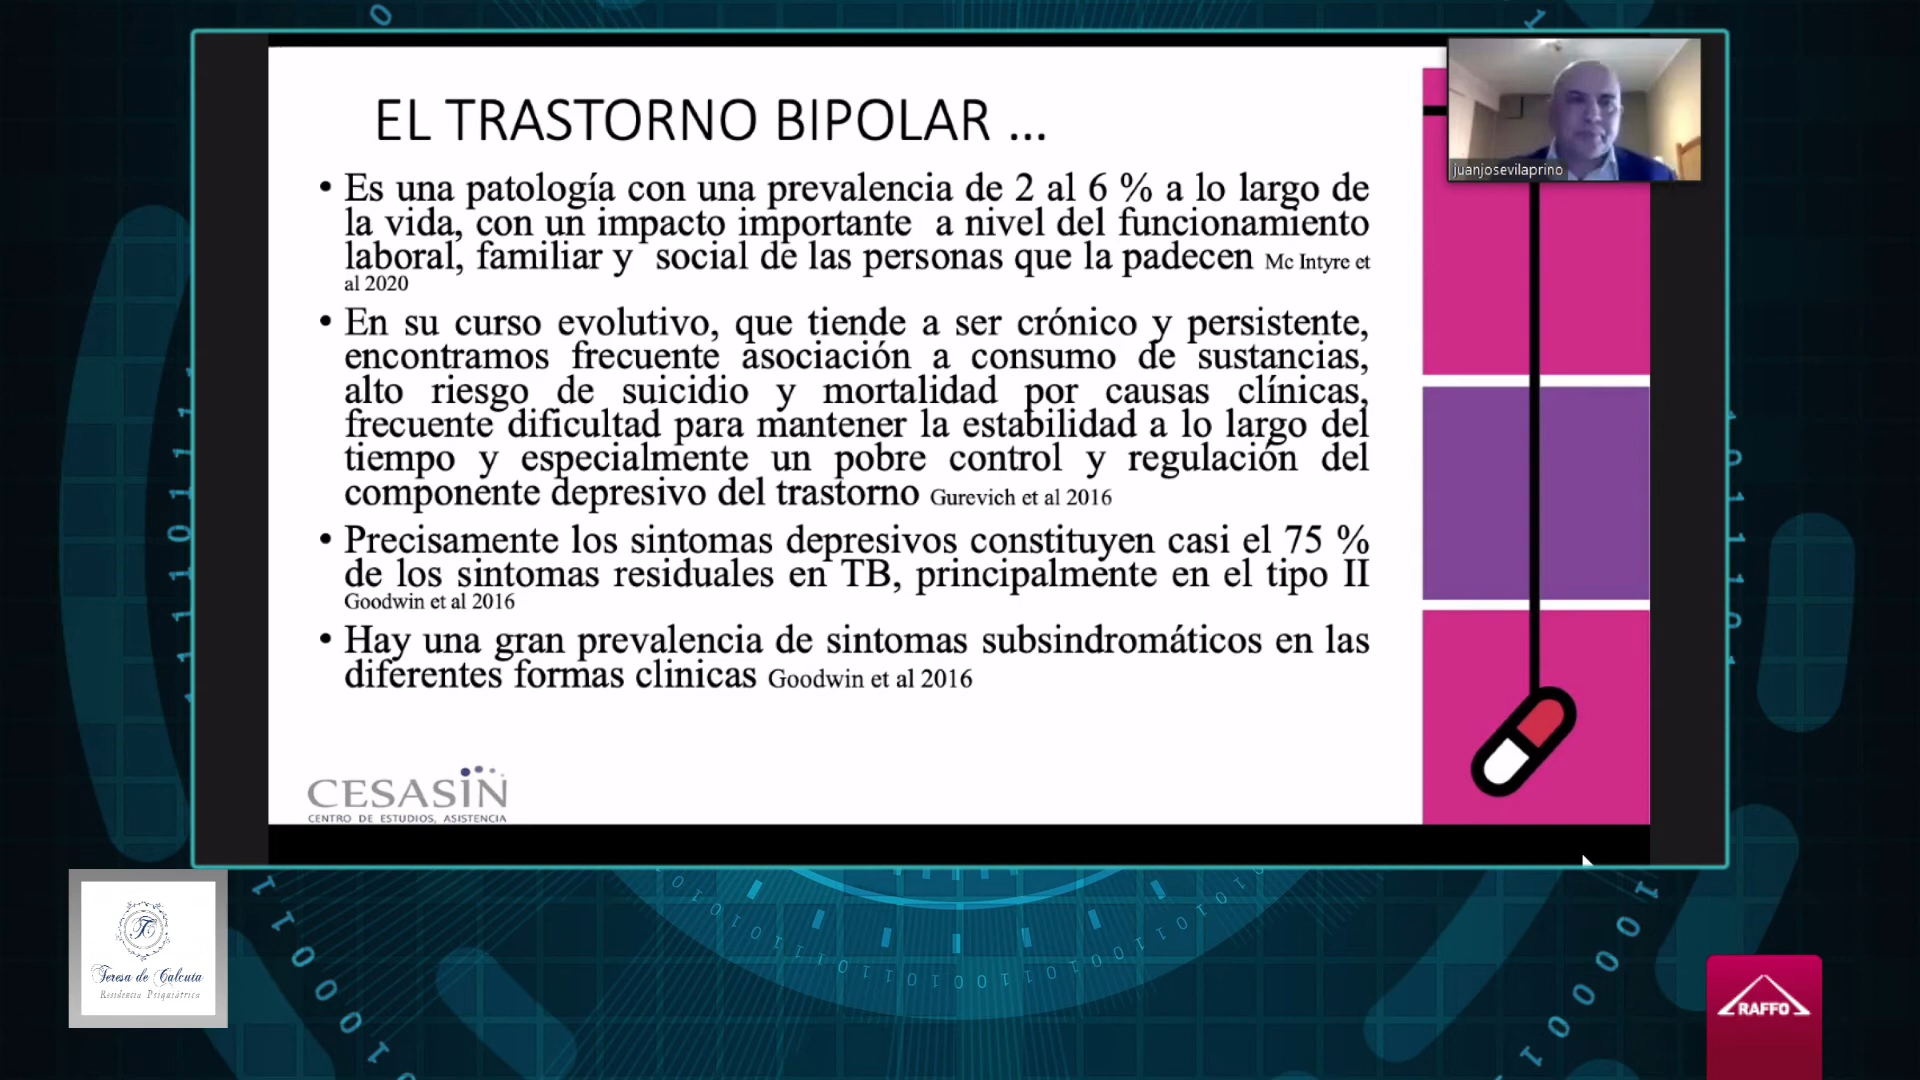 EL TRASTORNO BIPOLAR ...
• Es una patología con una prevalencia de 2 al 6 % a lo largo de
la vida, con un impacto importante a nivel del funcionamiento
laboral, familiar y social de las personas que la padecen Mc Intyre et
al 2020
• En su curso evolutivo, que tiende a ser crónico y persistente,
encontramos frecuente asociación a consumo de sustancias,
alto riesgo de suicidio y mortalidad por causas clínicas,
frecuente dificultad para mantener la estabilidad a lo largo del
tiempo y especialmente un pobre control y regulación del
componente depresivo del trastorno Gurevich et al 2016
• Precisamente los sintomas depresivos constituyen casi el 75 %
de los sintomas residuales en TB, principalmente en el tipo II
Goodwin et al 2016
• Hay una gran prevalencia de sintomas subsindromáticos en las
diferentes formas clinicas Goodwin et al 2016
juanjosevilaprino
CESASIN
CENTRO DE ESTUDIOS, ASISTENCIA
Teresa de Calcuta
Residencia Psiquiátrica
RAFFO